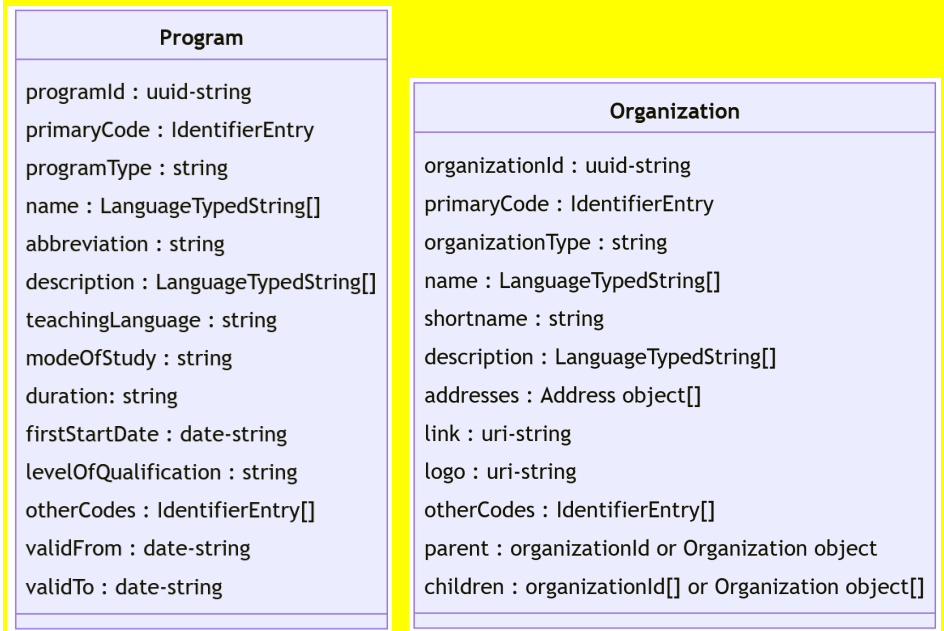 Program
programId : uuid-string
primaryCode : IdentifierEntry
programType : string
name : LanguageTypedString[]
abbreviation : string
description : LanguageTypedString[]
teachingLanguage : string
modeOfStudy : string
duration: string
firstStartDate : date-string
levelOfQualification : string
otherCodes : IdentifierEntry[]
validFrom : date-string
validTo : date-string
Organization
organizationId : uuid-string
primaryCode : IdentifierEntry
organizationType : string
name : LanguageTypedString[]
shortname : string
description : LanguageTypedString[]
addresses : Address object[]
link : uri-string
logo : uri-string
otherCodes : IdentifierEntry[]
parent : organizationId or Organization object
children : organizationId[] or Organization object[]